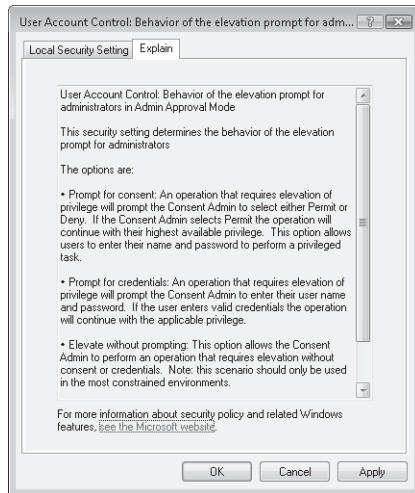 User Account Control: Behavior of the elevation prompt for adm...
Local Security Setting
Explain
User Account Control: Behavior of the elevation prompt for
administrators in Admin Approval Mode
This security setting determines the behavior of the elevation
prompt for administrators
The options are:
• Prompt for consent: An operation that requires elevation of
privilege will prompt the Consent Admin to select either Permit or
Deny. If the Consent Admin selects Permit the operation will
continue with their highest available privilege. This option allows
users to enter their name and password to perform a privileged
task.
• Prompt for credentials: An operation that requires elevation of
privilege will prompt the Consent Admin to enter their user name
and password. If the user enters valid credentials the operation
will continue with the applicable privilege.
• Elevate without prompting: This option allows the Consent
Admin to perform an operation that requires elevation without
consent or credentials. Note: this scenario should only be used
in the most constrained environments.
For more information about security policy and related Windows
features, see the Microsoft website.
OK
Cancel
Apply